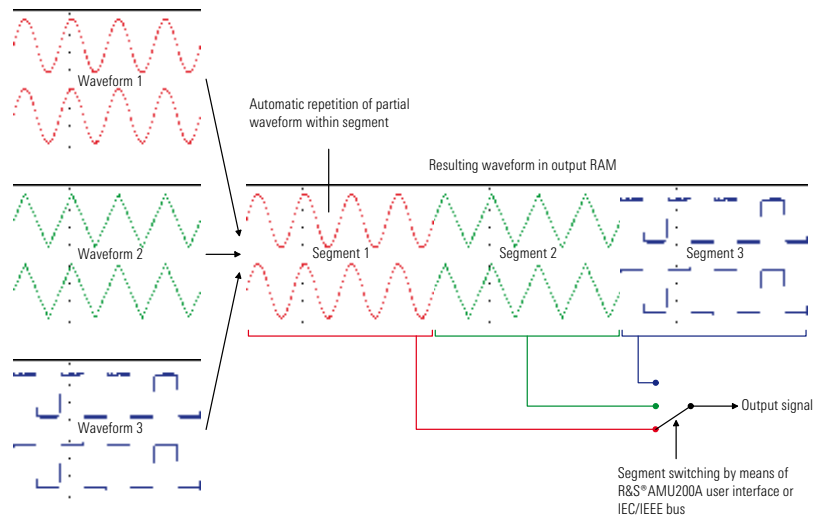 Waveform 1
Automatic repetition of partial
waveform within segment
Resulting waveform in output RAM
Waveform 2
Segment 1
Segment 2
Segment 3
Waveform 3
Output signal
Segment switching by means of
R&S®AMU200A user interface or
IEC/IEEE bus